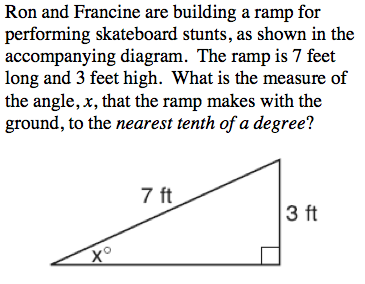 Ron and Francine are building a ramp for
performing skateboard stunts, as shown in the
accompanying diagram. The ramp is 7 feet
long and 3 feet high. What is the measure of
the angle, x, that the ramp makes with the
ground, to the nearest tenth of a degree?
7 ft
3 ft
x°